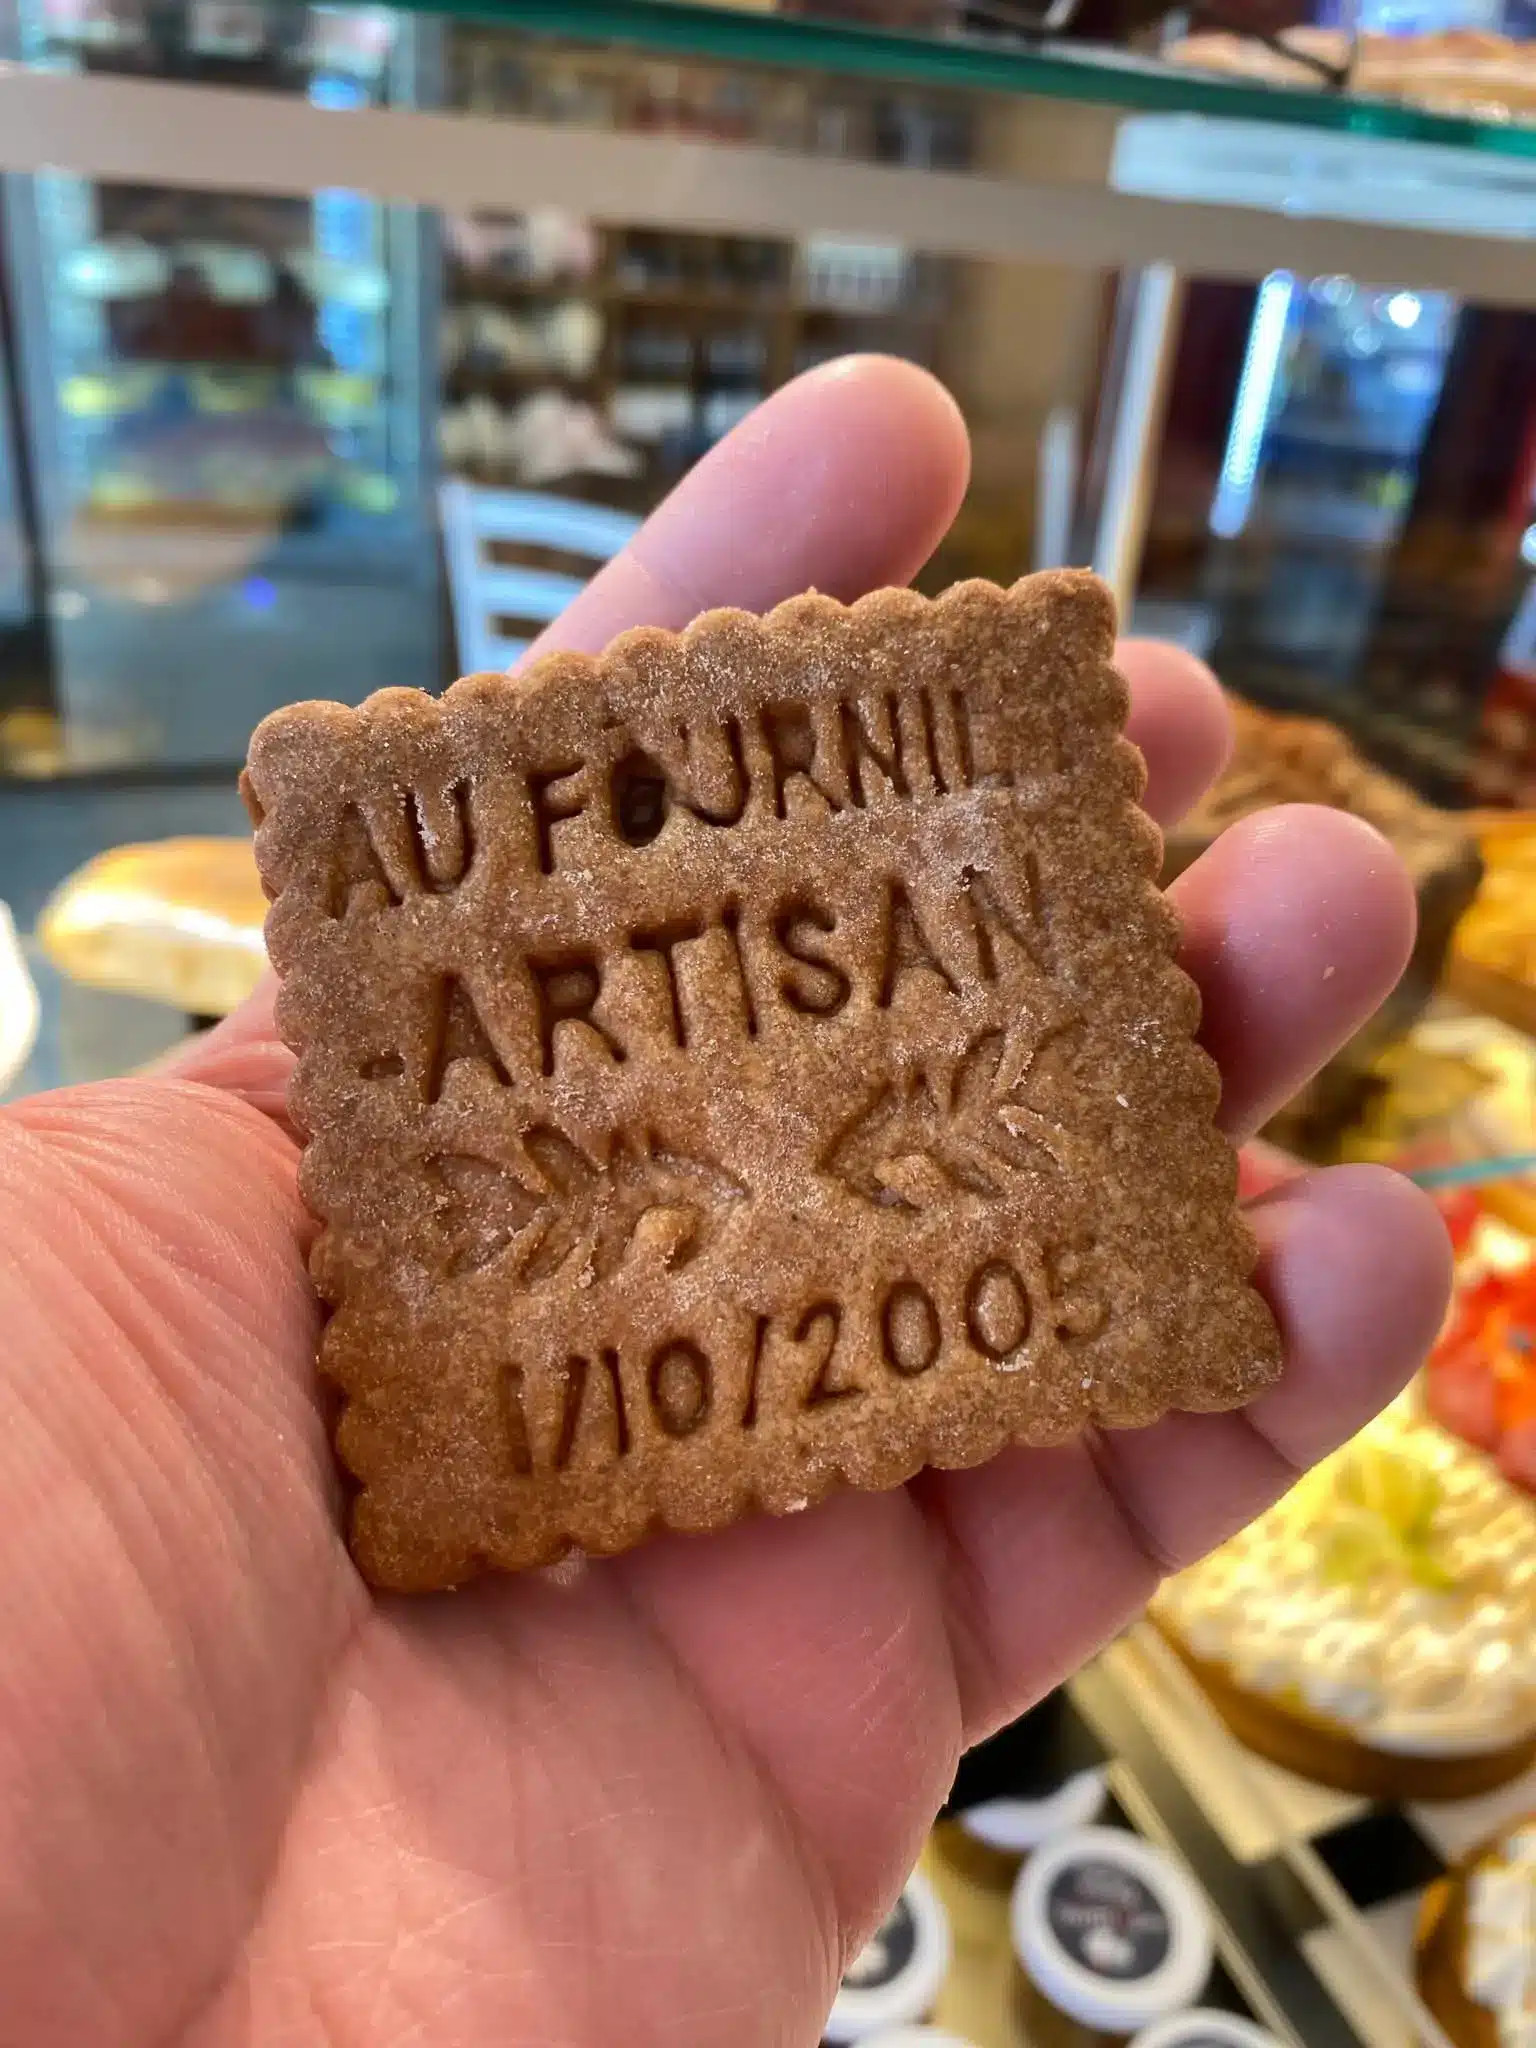 AU FOURNIL
-ARTISAN
1/10/2005